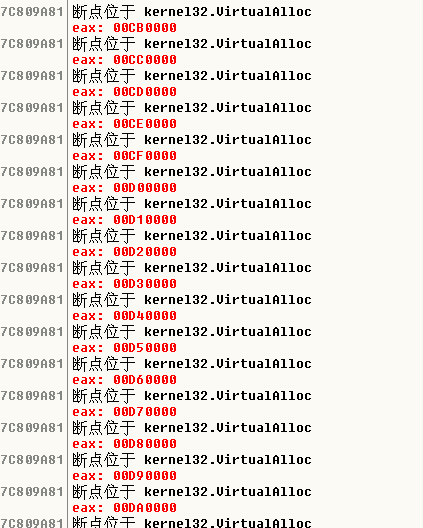 7C809A81 断点位于 kernel32.VirtualAlloc
eax: 00CB0000
7C809A81 断点位于 kernel32.VirtualAlloc
eax: 00CC0000
7C809A81 断点位于 kernel32.VirtualAlloc
eax: 00CD0000
7C809A81 断点位于 kernel32.VirtualAlloc
eax: 00CE0000
7C809A81 断点位于 kernel32.VirtualAlloc
eax: 00CF0000
7C809A81 断点位于 kernel32.VirtualAlloc
eax: 00D00000
7C809A81 断点位于 kernel32.VirtualAlloc
eax: 00D10000
7C809A81 断点位于 kernel32.VirtualAlloc
eax: 00D20000
7C809A81 断点位于 kernel32.VirtualAlloc
eax: 00D30000
7C809A81 断点位于 kernel32.VirtualAlloc
eax: 00D40000
7C809A81 断点位于 kernel32.VirtualAlloc
eax: 00D50000
7C809A81 断点位于 kernel32.VirtualAlloc
eax: 00D60000
7C809A81 断点位于 kernel32.VirtualAlloc
eax: 00D70000
7C809A81 断点位于 kernel32.VirtualAlloc
eax: 00D80000
7C809A81 断点位于 kernel32.VirtualAlloc
eax: 00D90000
7C809A81 断点位于 kernel32.VirtualAlloc
eax: 00DA0000
7C809A81 断点位于 kernel32.VirtualAlloc